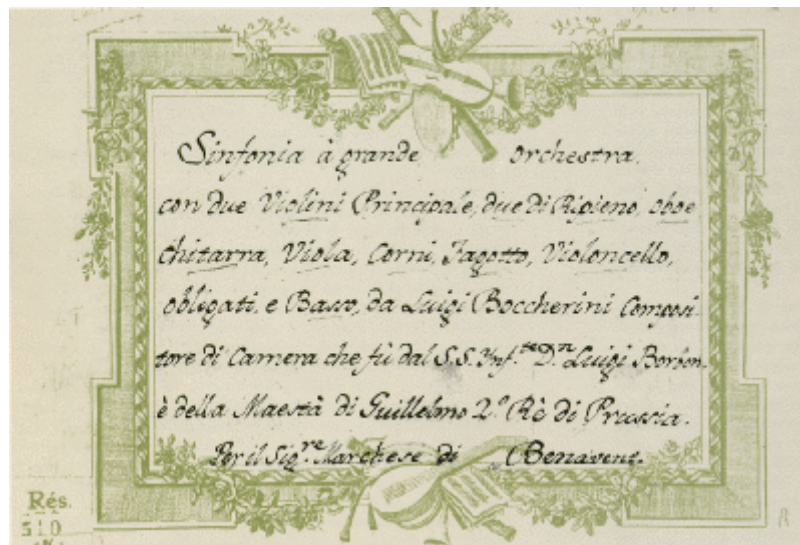 Sinfonia à grande orchestra.
con due Violini Principale, due di Ripieno, oboe
Chitarra, Viola, Corni, Fagotto, Violoncello,
obligati, e Basso, da Luigi Boccherini Composi-
tore di Camera che fù dal S.S. Ynf.te D.n Luigi Borbon.
è della Maestà di Guillelmo 2.º Rè di Prussia.
Per il Sig.re Marchese di Benavent.
Rés.
510